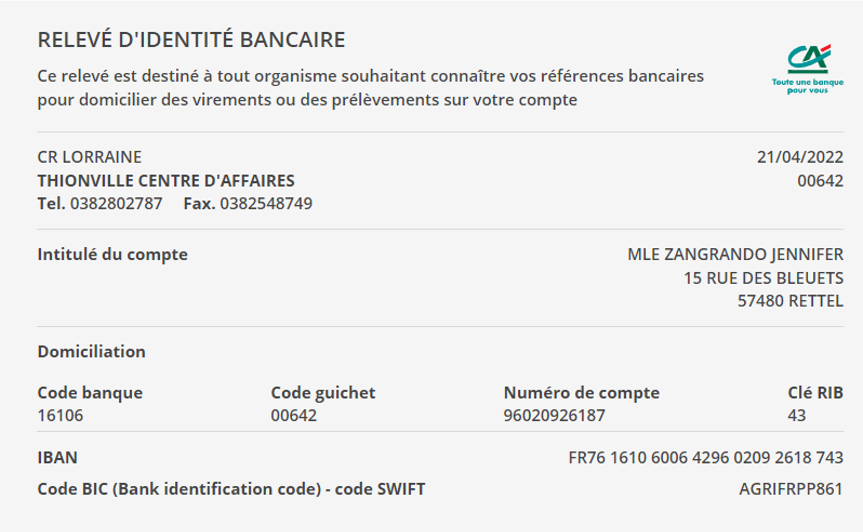 RELEVÉ D'IDENTITÉ BANCAIRE
Ce relevé est destiné à tout organisme souhaitant connaître vos références bancaires
pour domicilier des virements ou des prélèvements sur votre compte
CA
Toute une banque
pour vous
CR LORRAINE 21/04/2022
THIONVILLE CENTRE D'AFFAIRES 00642
Tel. 0382802787 Fax. 0382548749
Intitulé du compte MLE ZANGRANDO JENNIFER
15 RUE DES BLEUETS
57480 RETTEL
Domiciliation
Code banque Code guichet Numéro de compte Clé RIB
16106 00642 96020926187 43
IBAN FR76 1610 6006 4296 0209 2618 743
Code BIC (Bank identification code) - code SWIFT AGRIFRPP861